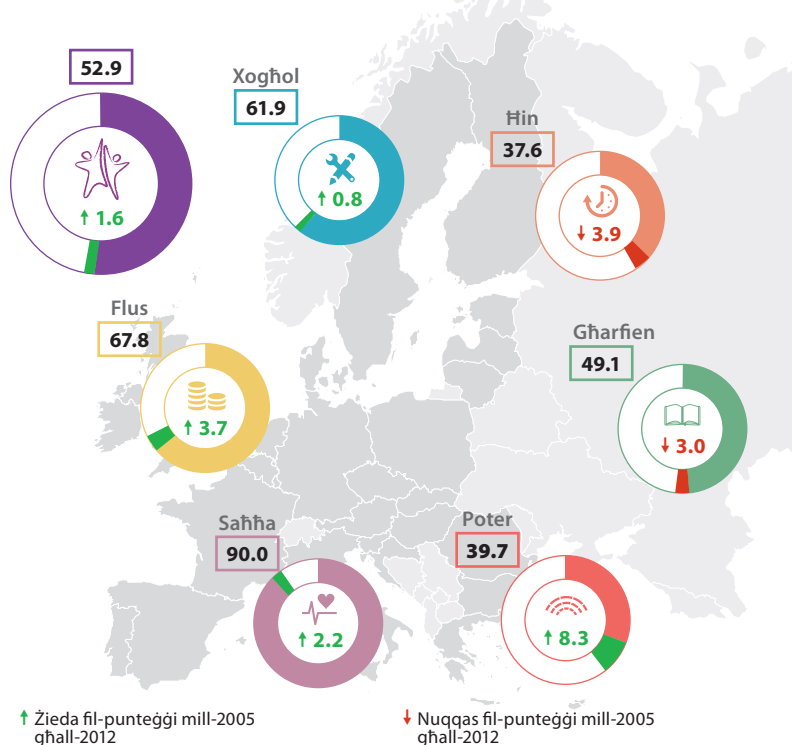 52.9
↑ 1.6
Xogħol
61.9
↑ 0.8
Ħin
37.6
↓ 3.9
Flus
67.8
↑ 3.7
Għarfien
49.1
↓ 3.0
Saħħa
90.0
↑ 2.2
Poter
39.7
↑ 8.3
↑ Żieda fil-punteġġi mill-2005
għall-2012
↓ Nuqqas fil-punteġġi mill-2005
għall-2012